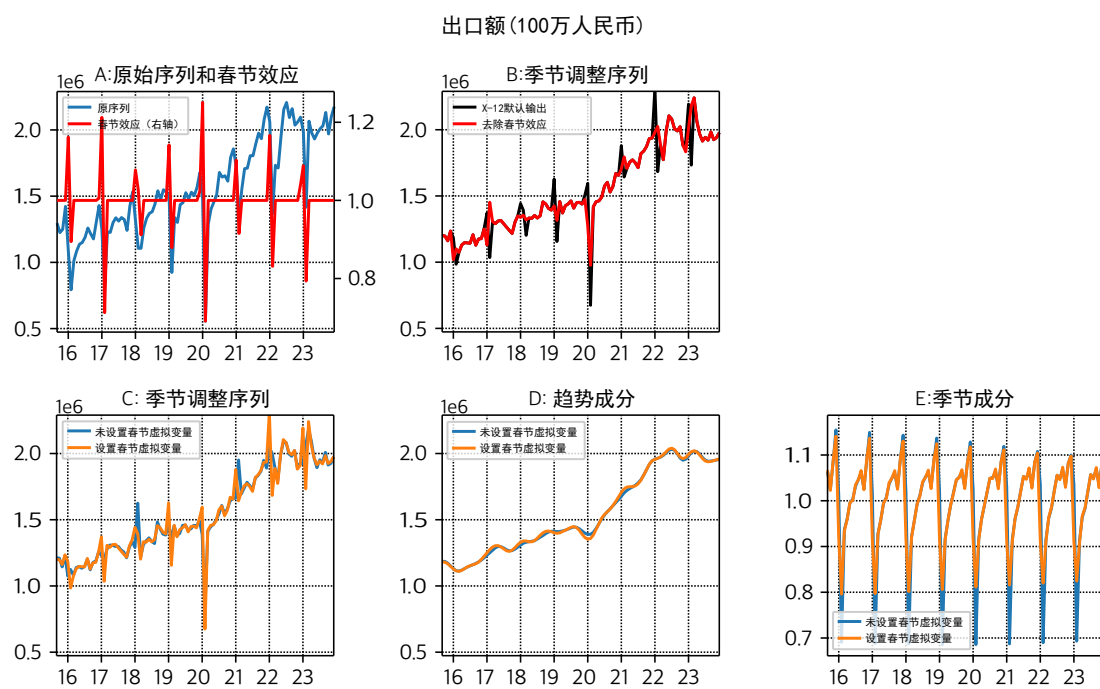 出口额(100万人民币)
A:原始序列和春节效应
1e6
原序列
春节效应（右轴）
2.0
1.5
1.0
0.5
1.2
1.0
0.8
16 17 18 19 20 21 22 23
B:季节调整序列
1e6
X-12默认输出
去除春节效应
2.0
1.5
1.0
0.5
16 17 18 19 20 21 22 23
C: 季节调整序列
1e6
未设置春节虚拟变量
设置春节虚拟变量
2.0
1.5
1.0
0.5
16 17 18 19 20 21 22 23
D: 趋势成分
1e6
未设置春节虚拟变量
设置春节虚拟变量
2.0
1.5
1.0
0.5
16 17 18 19 20 21 22 23
E:季节成分
1.1
1.0
0.9
0.8
0.7
未设置春节虚拟变量
设置春节虚拟变量
16 17 18 19 20 21 22 23